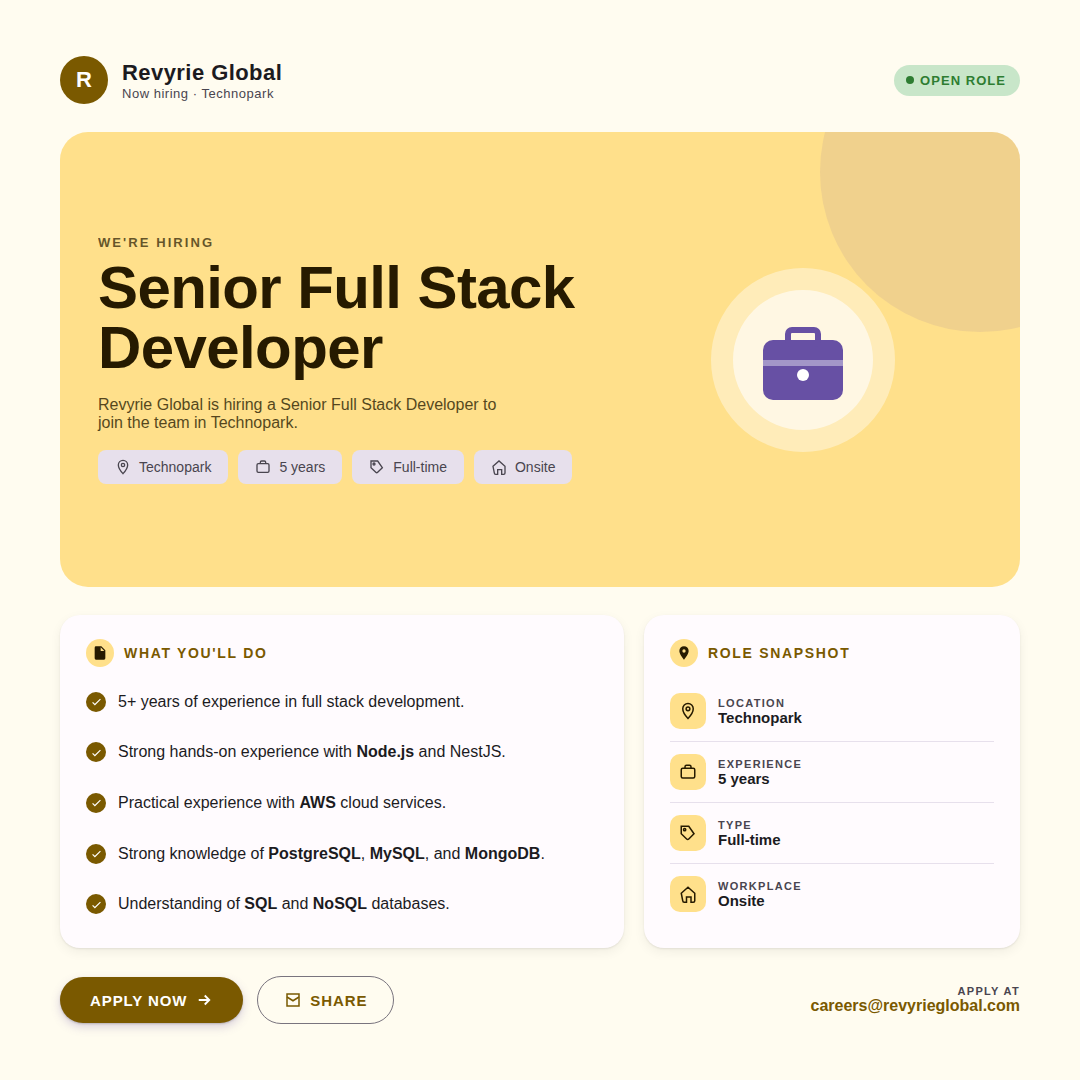 R
Revyrie Global
Now hiring · Technopark
OPEN ROLE
WE'RE HIRING
Senior Full Stack
Developer
Revyrie Global is hiring a Senior Full Stack Developer to
join the team in Technopark.
Technopark
5 years
Full-time
Onsite
WHAT YOU'LL DO
5+ years of experience in full stack development.
Strong hands-on experience with Node.js and NestJS.
Practical experience with AWS cloud services.
Strong knowledge of PostgreSQL, MySQL, and MongoDB.
Understanding of SQL and NoSQL databases.
ROLE SNAPSHOT
LOCATION
Technopark
EXPERIENCE
5 years
TYPE
Full-time
WORKPLACE
Onsite
APPLY NOW
SHARE
APPLY AT
careers@revyrieglobal.com